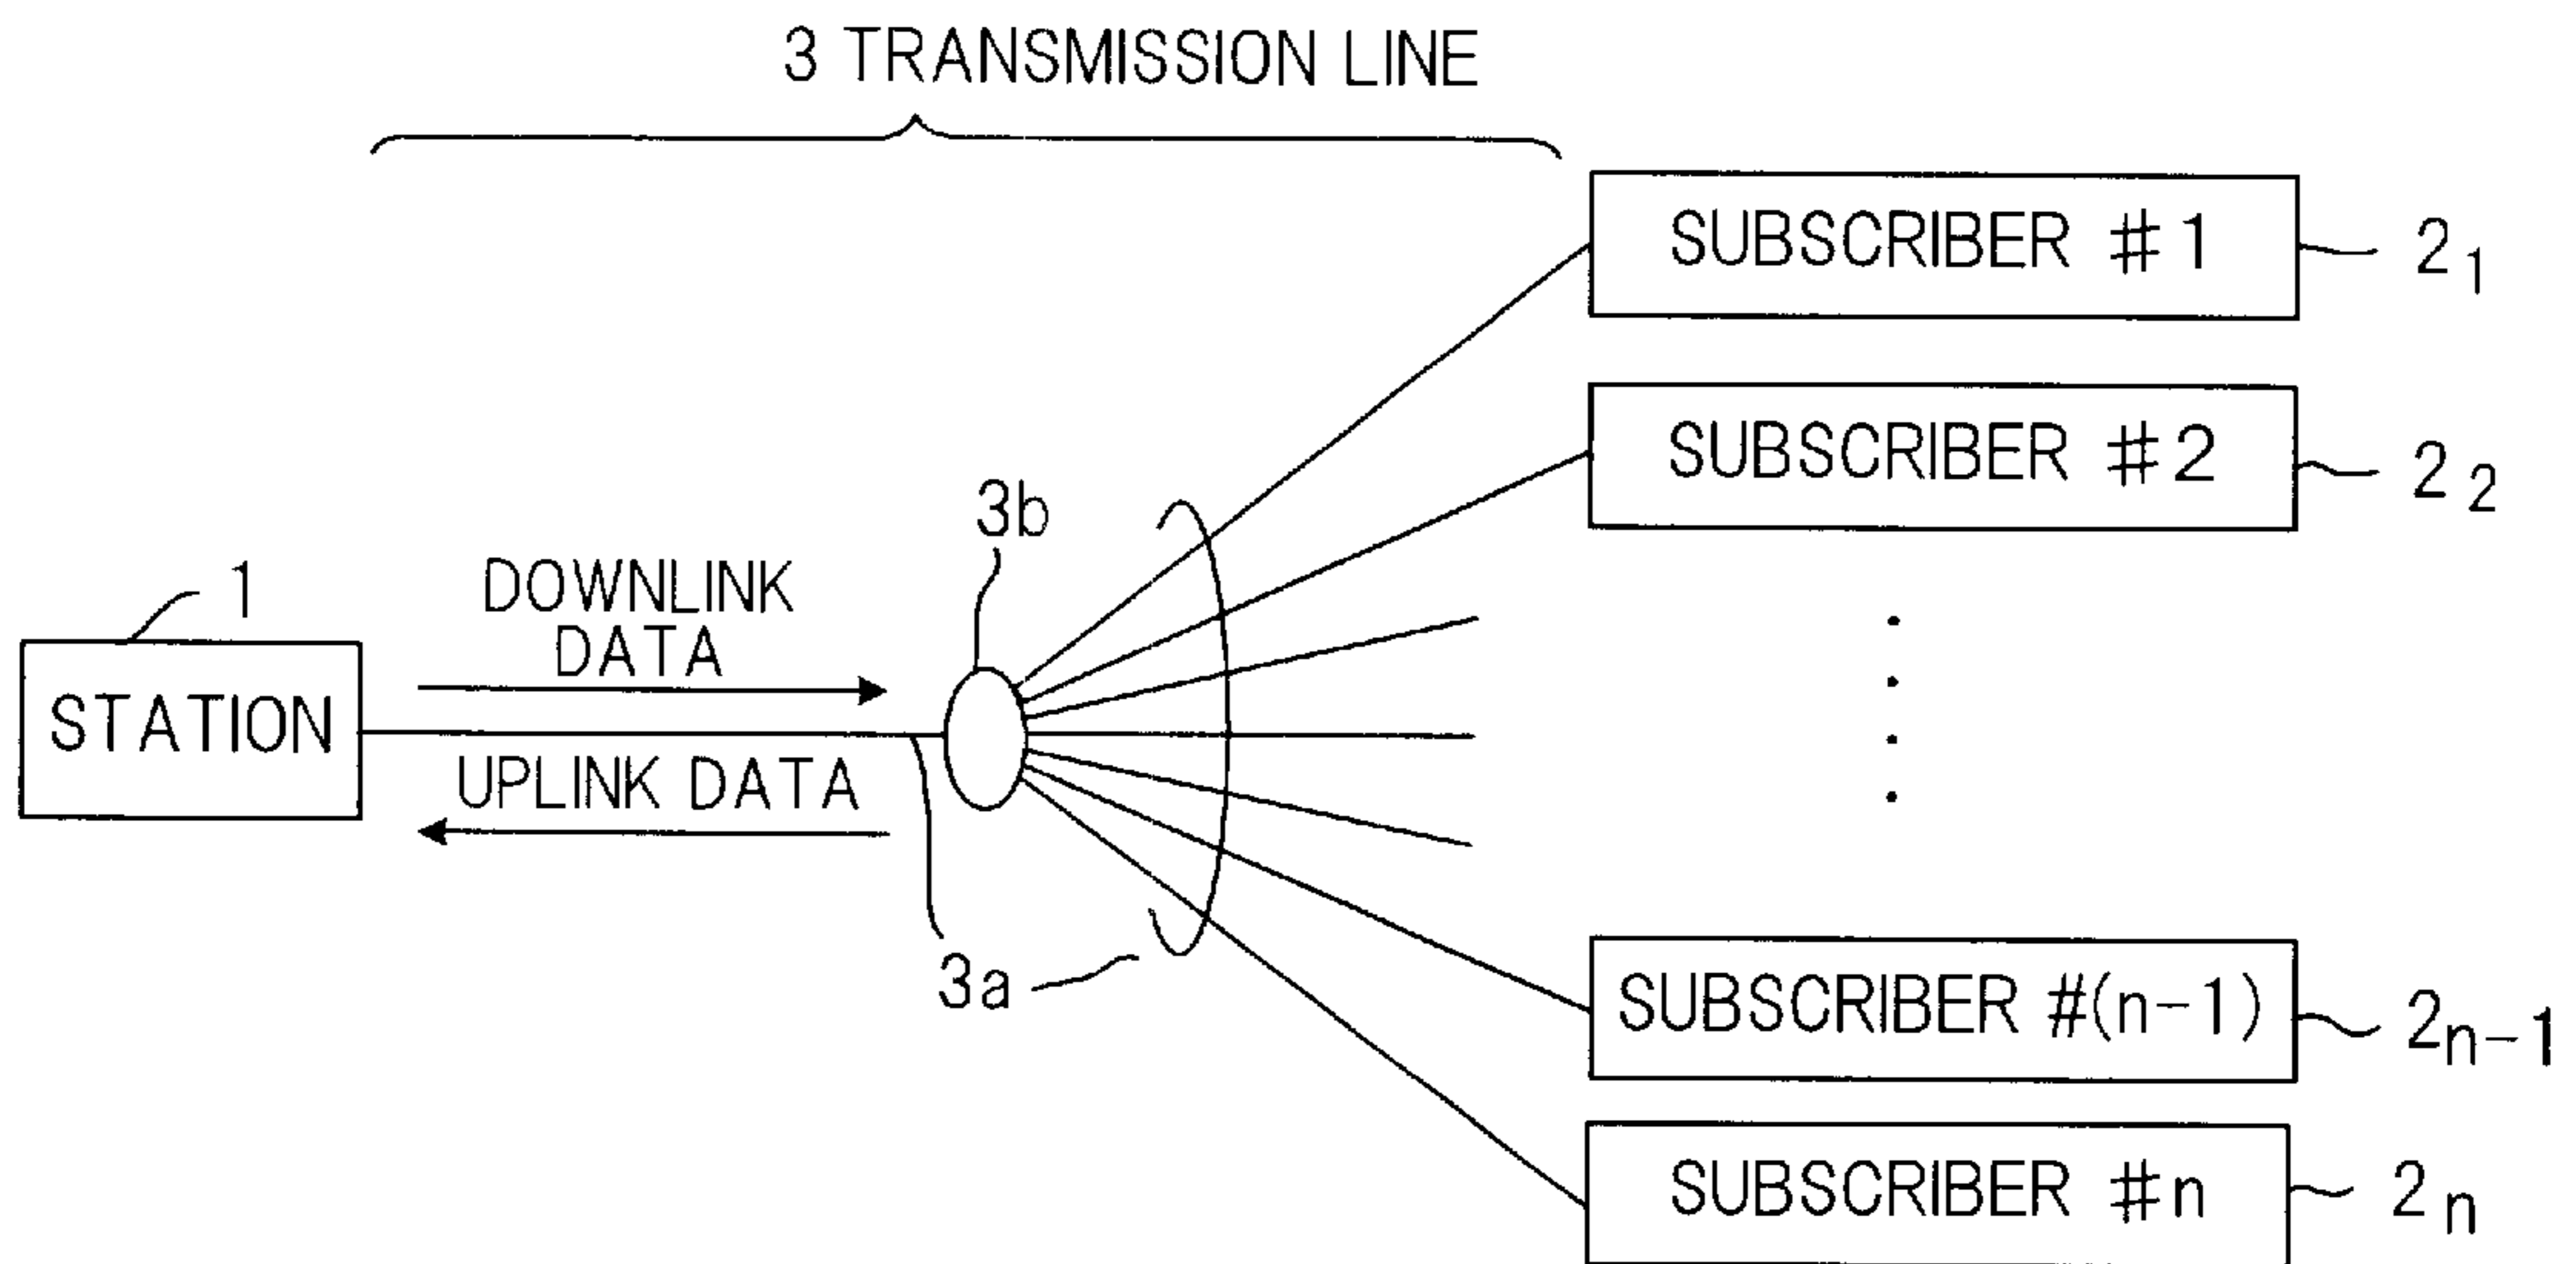 3 TRANSMISSION LINE
SUBSCRIBER #1
2₁
SUBSCRIBER #2
2₂
3b
1
DOWNLINK
DATA
STATION
UPLINK DATA
3a
SUBSCRIBER #(n-1)
2ₙ₋₁
SUBSCRIBER #n
2ₙ